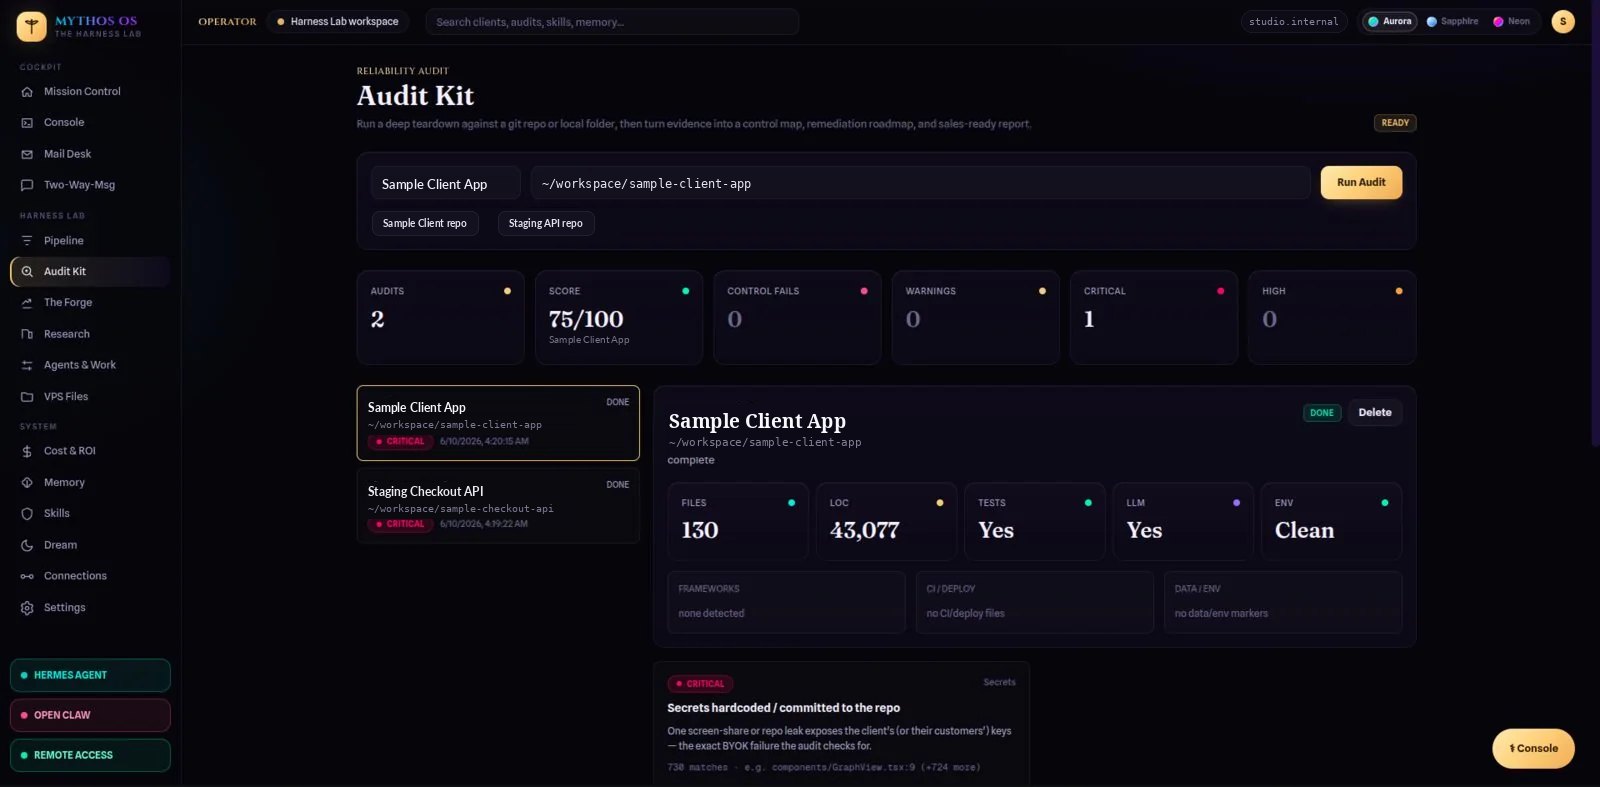 MYTHOS OS
THE HARNESS LAB
OPERATOR
Harness Lab workspace
Search clients, audits, skills, memory...
studio.internal
Aurora
Sapphire
Neon
S
COCKPIT
Mission Control
Console
Mail Desk
Two-Way-Msg
HARNESS LAB
Pipeline
Audit Kit
The Forge
Research
Agents & Work
VPS Files
SYSTEM
Cost & ROI
Memory
Skills
Dream
Connections
Settings
HERMES AGENT
OPEN CLAW
REMOTE ACCESS
RELIABILITY AUDIT
Audit Kit
Run a deep teardown against a git repo or local folder, then turn evidence into a control map, remediation roadmap, and sales-ready report.
READY
Sample Client App
~/workspace/sample-client-app
Run Audit
Sample Client repo
Staging API repo
AUDITS
2
SCORE
75/100
Sample Client App
CONTROL FAILS
0
WARNINGS
0
CRITICAL
1
HIGH
0
Sample Client App
DONE
~/workspace/sample-client-app
CRITICAL
6/10/2026, 4:20:15 AM
Staging Checkout API
DONE
~/workspace/sample-checkout-api
CRITICAL
6/10/2026, 4:19:22 AM
Sample Client App
DONE
Delete
~/workspace/sample-client-app
complete
FILES
130
LOC
43,077
TESTS
Yes
LLM
Yes
ENV
Clean
FRAMEWORKS
none detected
CI / DEPLOY
no CI/deploy files
DATA / ENV
no data/env markers
CRITICAL
Secrets
Secrets hardcoded / committed to the repo
One screen-share or repo leak exposes the client's (or their customers') keys
— the exact BYOK failure the audit checks for.
730 matches - e.g. components/GraphView.tsx:9 (+724 more)
Console